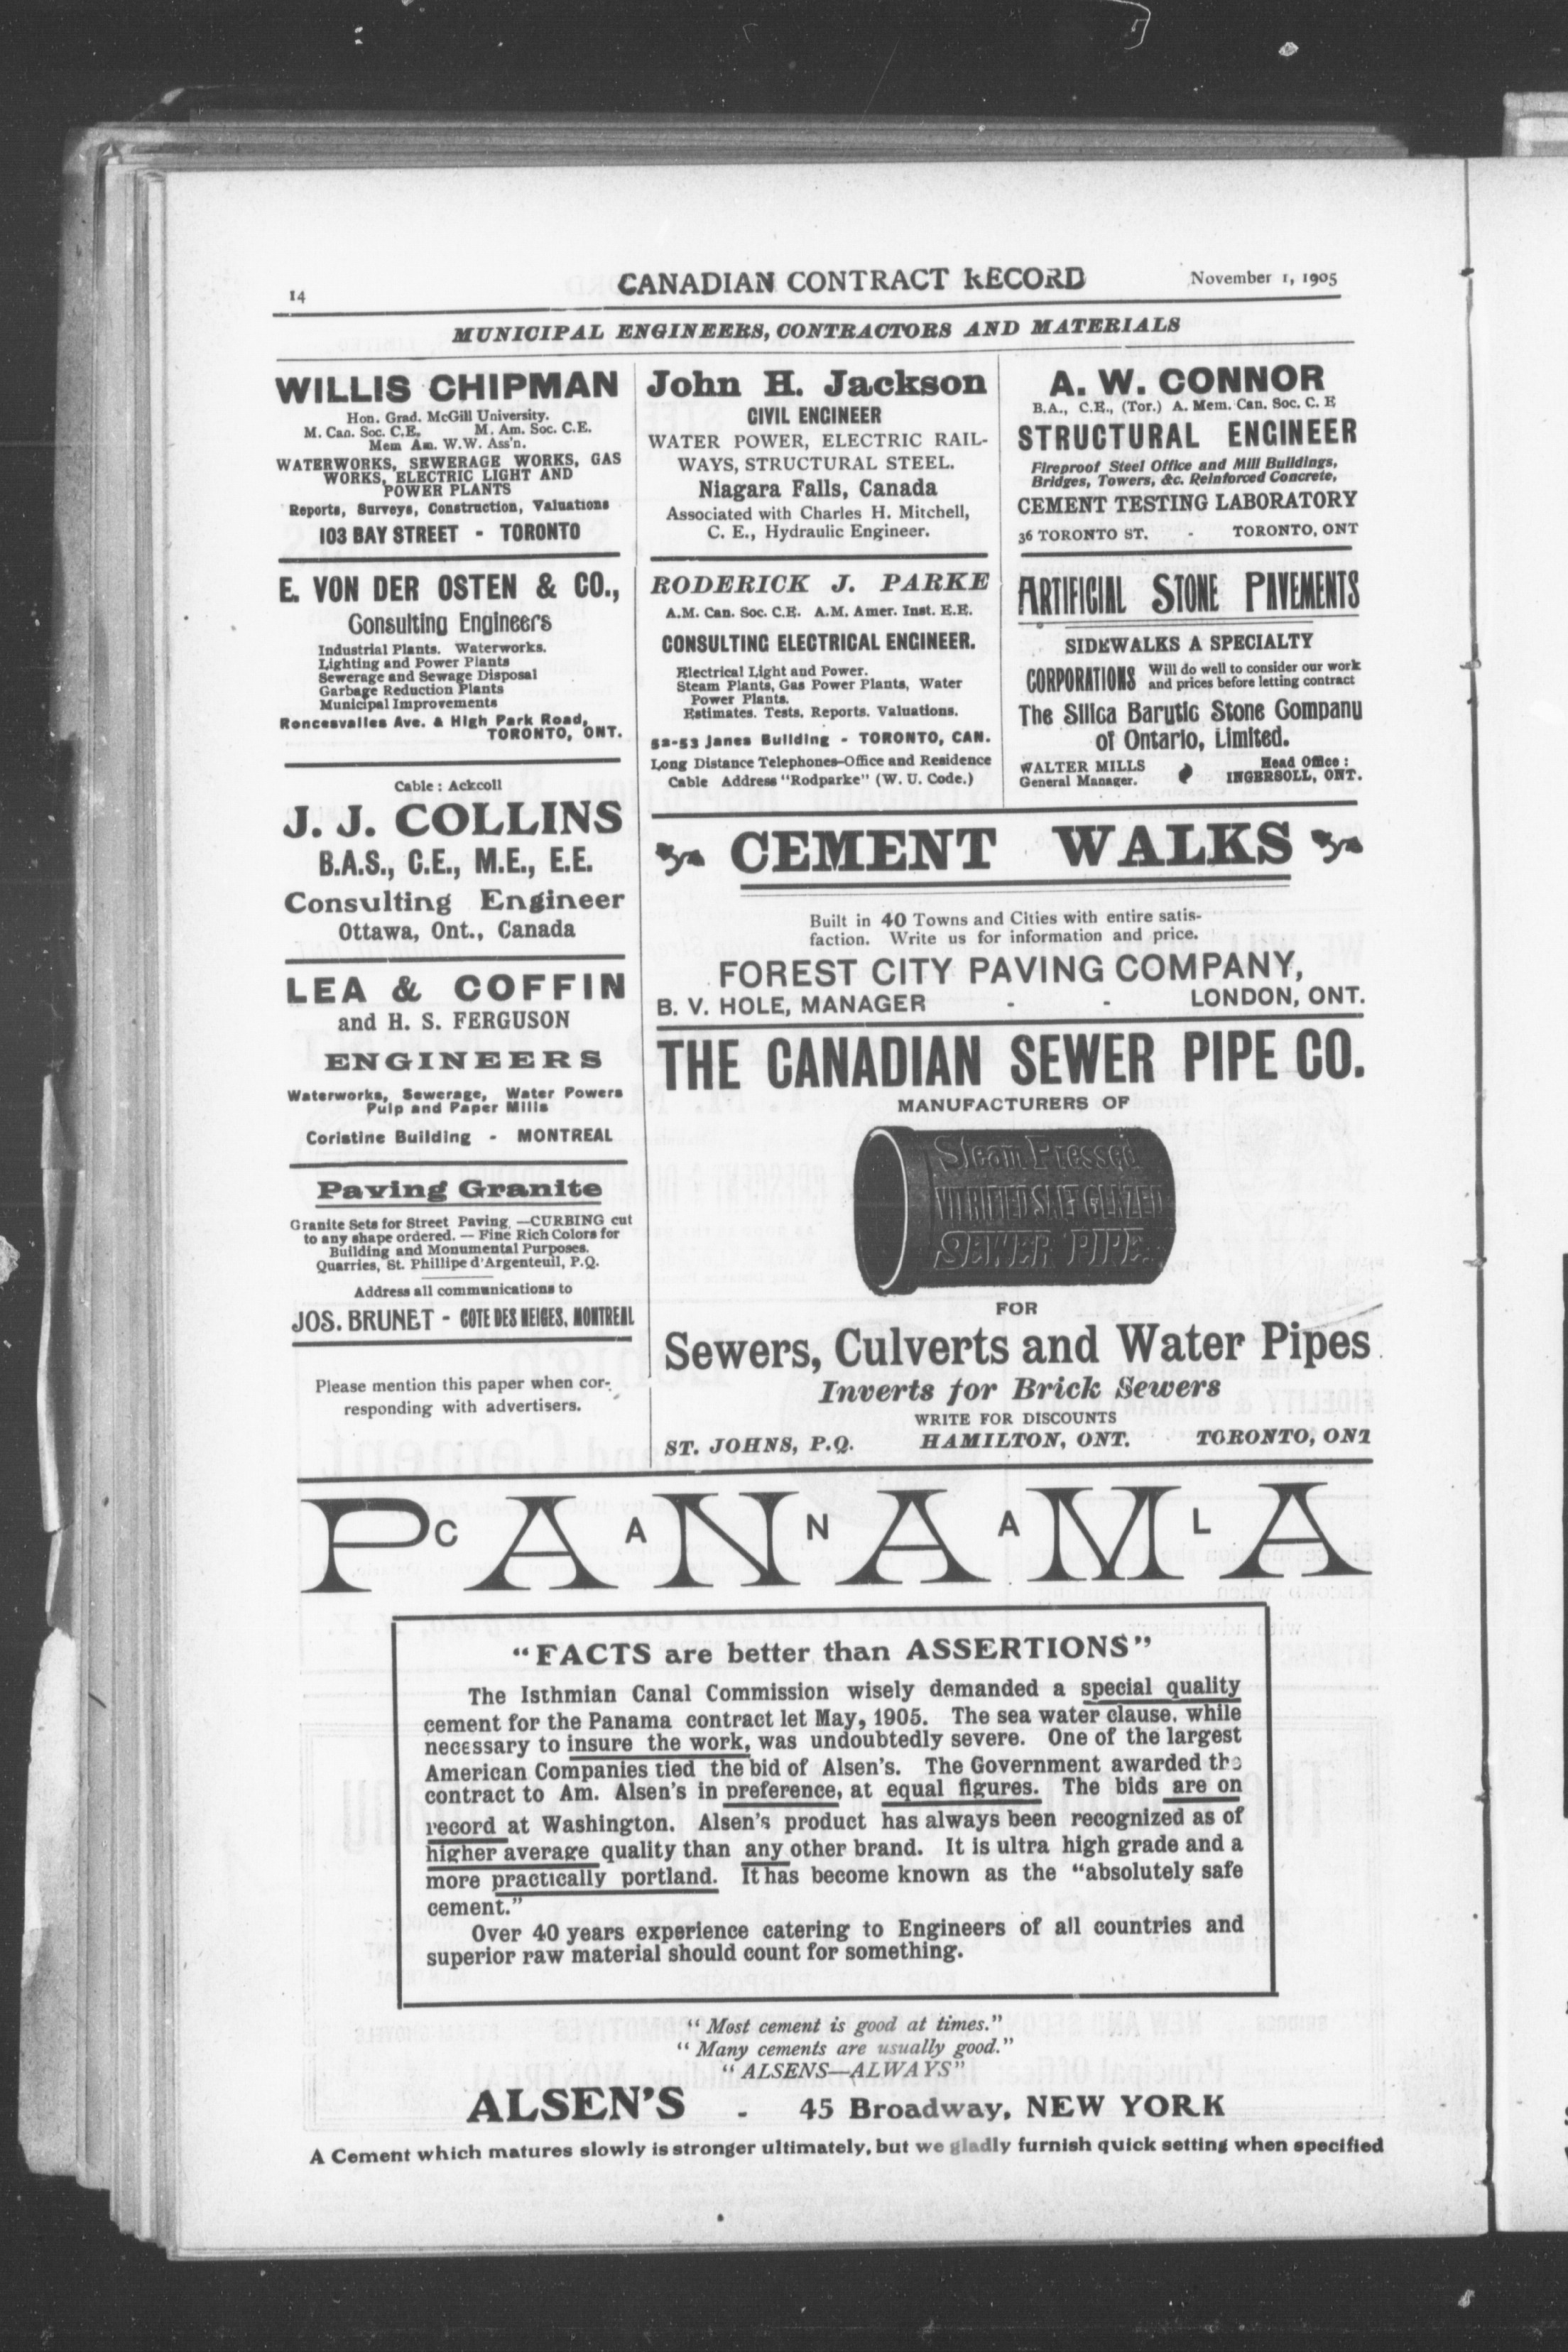 14
CANADIAN CONTRACT RECORD
November 1, 1905
MUNICIPAL ENGINEERS, CONTRACTORS AND MATERIALS
WILLIS CHIPMAN
Hon. Grad. McGill University.
M. Can. Soc. C.E. M. Am. Soc. C.E.
Mem Am. W.W. Ass'n.
WATERWORKS, SEWERAGE WORKS, GAS
WORKS, ELECTRIC LIGHT AND
POWER PLANTS
Reports, Surveys, Construction, Valuations
103 BAY STREET - TORONTO
E. VON DER OSTEN & CO.,
Consulting Engineers
Industrial Plants. Waterworks.
Lighting and Power Plants
Sewerage and Sewage Disposal
Garbage Reduction Plants
Municipal Improvements
Roncesvalles Ave. & High Park Road,
TORONTO, ONT.
Cable : Ackcoll
J. J. COLLINS
B.A.S., C.E., M.E., E.E.
Consulting Engineer
Ottawa, Ont., Canada
LEA & COFFIN
and H. S. FERGUSON
ENGINEERS
Waterworks, Sewerage, Water Powers
Pulp and Paper Mills
Coristine Building - MONTREAL
Paving Granite
Granite Sets for Street Paving. —CURBING cut
to any shape ordered. — Fine Rich Colors for
Building and Monumental Purposes.
Quarries, St. Phillipe d'Argenteuil, P.Q.
Address all communications to
JOS. BRUNET - COTE DES NEIGES, MONTREAL
Please mention this paper when cor-
responding with advertisers.
John H. Jackson
CIVIL ENGINEER
WATER POWER, ELECTRIC RAIL-
WAYS, STRUCTURAL STEEL.
Niagara Falls, Canada
Associated with Charles H. Mitchell,
C. E., Hydraulic Engineer.
RODERICK J. PARKE
A.M. Can. Soc. C.E. A.M. Amer. Inst. E.E.
CONSULTING ELECTRICAL ENGINEER.
Electrical Light and Power.
Steam Plants, Gas Power Plants, Water
Power Plants.
Estimates. Tests. Reports. Valuations.
52-53 Janes Building - TORONTO, CAN.
Long Distance Telephones-Office and Residence
Cable Address "Rodparke" (W. U. Code.)
A. W. CONNOR
B.A., C.E., (Tor.) A. Mem. Can. Soc. C. E
STRUCTURAL ENGINEER
Fireproof Steel Office and Mill Buildings,
Bridges, Towers, &c. Reinforced Concrete,
CEMENT TESTING LABORATORY
36 TORONTO ST. - TORONTO, ONT
ARTIFICIAL STONE PAVEMENTS
SIDEWALKS A SPECIALTY
CORPORATIONS Will do well to consider our work
and prices before letting contract
The Silica Barytic Stone Company
of Ontario, Limited.
WALTER MILLS
General Manager.
Head Office :
INGERSOLL, ONT.
CEMENT WALKS
Built in 40 Towns and Cities with entire satis-
faction. Write us for information and price.
FOREST CITY PAVING COMPANY,
B. V. HOLE, MANAGER - - LONDON, ONT.
THE CANADIAN SEWER PIPE CO.
MANUFACTURERS OF
Steam Pressed
VITRIFIED SALT GLAZED
SEWER PIPE
FOR
Sewers, Culverts and Water Pipes
Inverts for Brick Sewers
WRITE FOR DISCOUNTS
ST. JOHNS, P.Q. HAMILTON, ONT. TORONTO, ONT
PANAMA
CANAL
"FACTS are better than ASSERTIONS"
The Isthmian Canal Commission wisely demanded a special quality
cement for the Panama contract let May, 1905. The sea water clause, while
necessary to insure the work, was undoubtedly severe. One of the largest
American Companies tied the bid of Alsen's. The Government awarded the
contract to Am. Alsen's in preference, at equal figures. The bids are on
record at Washington. Alsen's product has always been recognized as of
higher average quality than any other brand. It is ultra high grade and a
more practically portland. It has become known as the "absolutely safe
cement."
Over 40 years experience catering to Engineers of all countries and
superior raw material should count for something.
"Most cement is good at times."
"Many cements are usually good."
"ALSENS—ALWAYS"
ALSEN'S - 45 Broadway, NEW YORK
A Cement which matures slowly is stronger ultimately, but we gladly furnish quick setting when specified